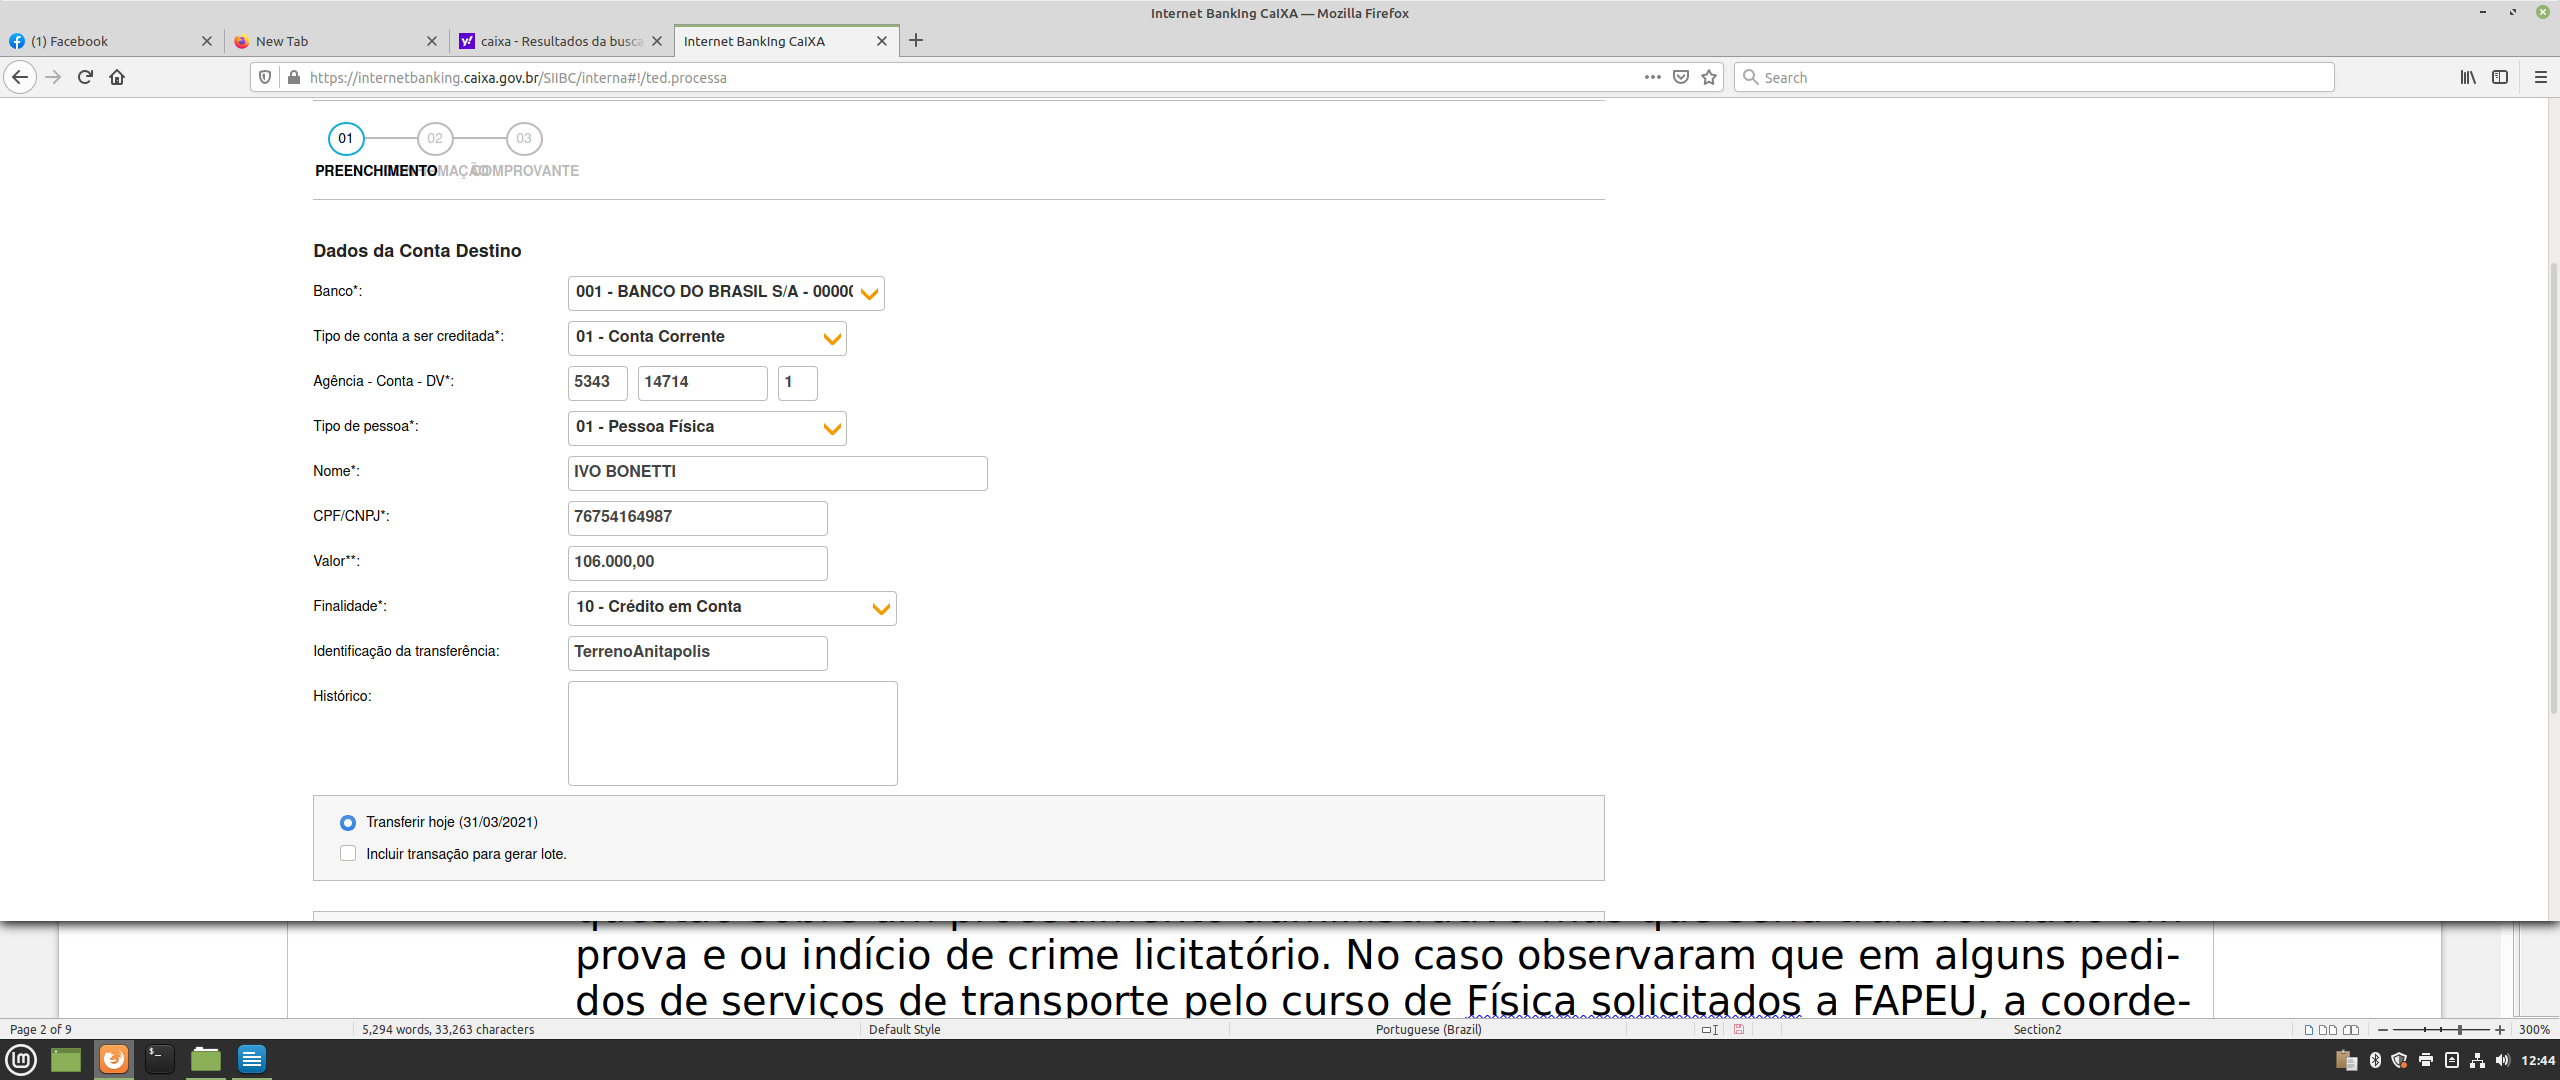 Internet BankIng CaIXA — Mozilla Firefox
(1) Facebook
New Tab
caixa - Resultados da busca
Internet BankIng CaIXA
https://internetbanking.caixa.gov.br/SIIBC/interna#!/ted.processa
Search
01 02 03
PREENCHIMENTO COMPROVANTE
Dados da Conta Destino
Banco*: 001 - BANCO DO BRASIL S/A - 00000
Tipo de conta a ser creditada*: 01 - Conta Corrente
Agência - Conta - DV*: 5343 14714 1
Tipo de pessoa*: 01 - Pessoa Física
Nome*: IVO BONETTI
CPF/CNPJ*: 76754164987
Valor**: 106.000,00
Finalidade*: 10 - Crédito em Conta
Identificação da transferência: TerrenoAnitapolis
Histórico:
Transferir hoje (31/03/2021)
Incluir transação para gerar lote.
prova e ou indício de crime licitatório. No caso observaram que em alguns pedi-
dos de serviços de transporte pelo curso de Física solicitados a FAPEU, a coorde-
Page 2 of 9 5,294 words, 33,263 characters Default Style Portuguese (Brazil) Section2 300%
12:44